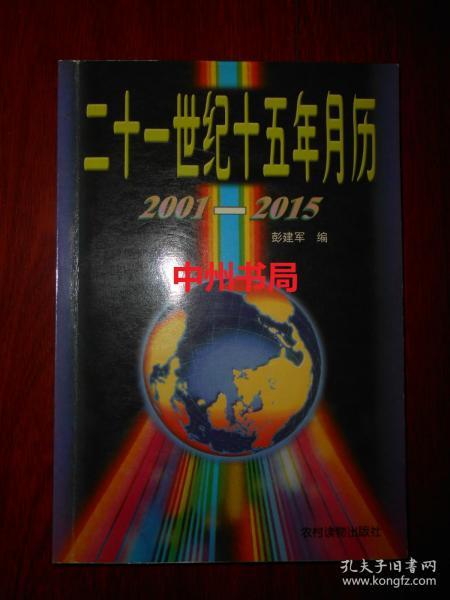 二十一世纪十五年月历
2001—2015
彭建军 编
中州书局
农村读物出版社
孔夫子旧书网
www.kongfz.com